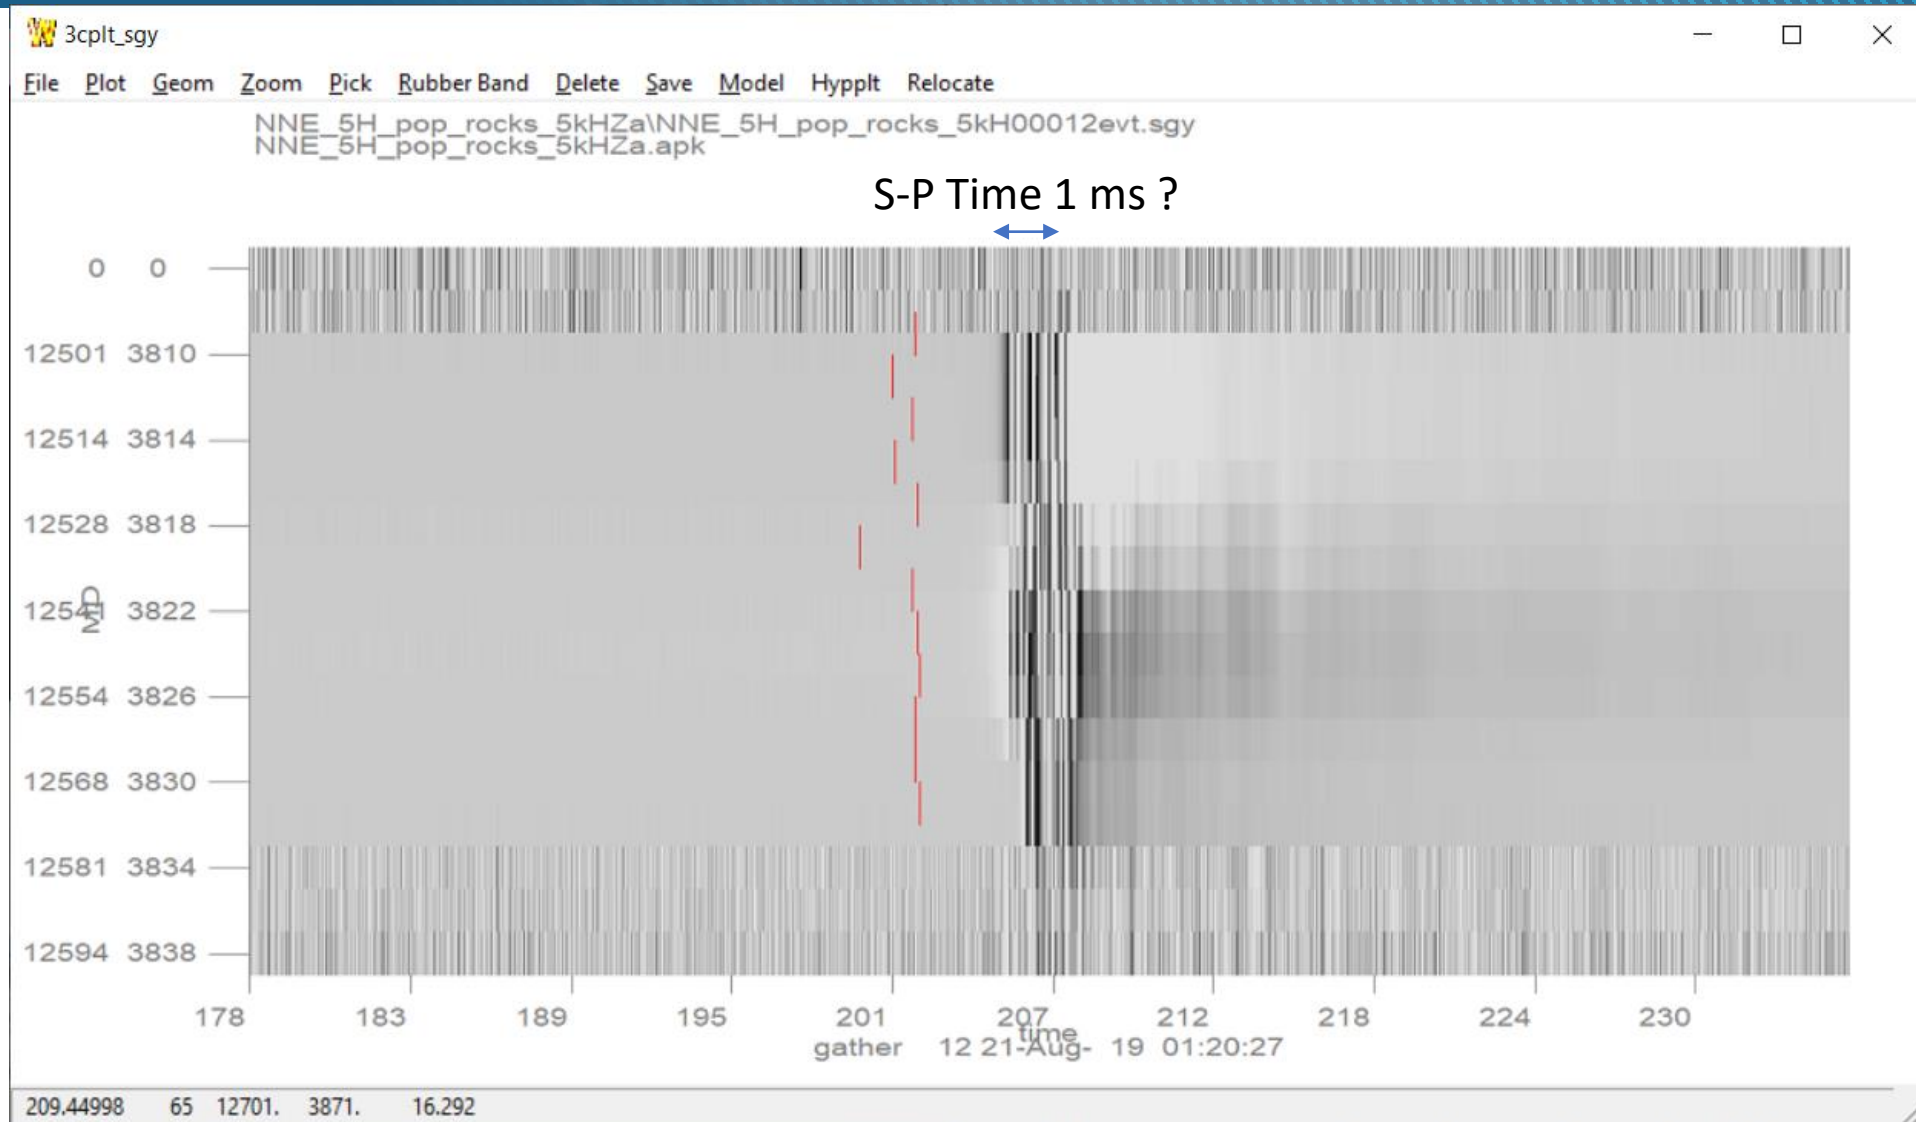 3cplt_sgy
File Plot Geom Zoom Pick Rubber Band Delete Save Model Hypplt Relocate
NNE_5H_pop_rocks_5kHZa\NNE_5H_pop_rocks_5kH00012evt.sgy
NNE_5H_pop_rocks_5kHZa.apk
S-P Time 1 ms ?
0 0
12501 3810
12514 3814
12528 3818
12541 3822
MD
12554 3826
12568 3830
12581 3834
12594 3838
178 183 189 195 201 207 212 218 224 230
time
gather 12 21-Aug- 19 01:20:27
209.44998 65 12701. 3871. 16.292